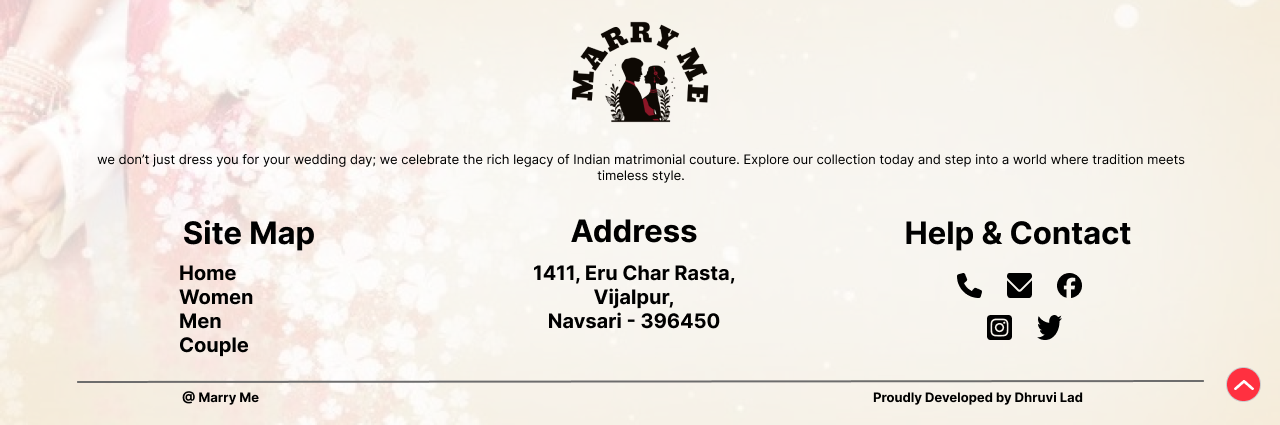 MARRY ME
we don’t just dress you for your wedding day; we celebrate the rich legacy of Indian matrimonial couture. Explore our collection today and step into a world where tradition meets
timeless style.
Site Map
Home
Women
Men
Couple
Address
1411, Eru Char Rasta,
Vijalpur,
Navsari - 396450
Help & Contact
@ Marry Me
Proudly Developed by Dhruvi Lad